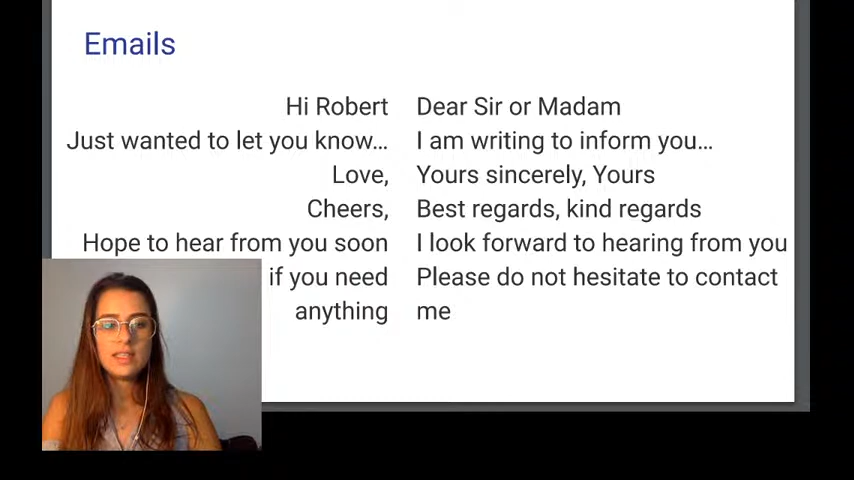 Emails
Hi Robert
Just wanted to let you know...
Love,
Cheers,
Hope to hear from you soon
if you need
anything
Dear Sir or Madam
I am writing to inform you...
Yours sincerely, Yours
Best regards, kind regards
I look forward to hearing from you
Please do not hesitate to contact
me